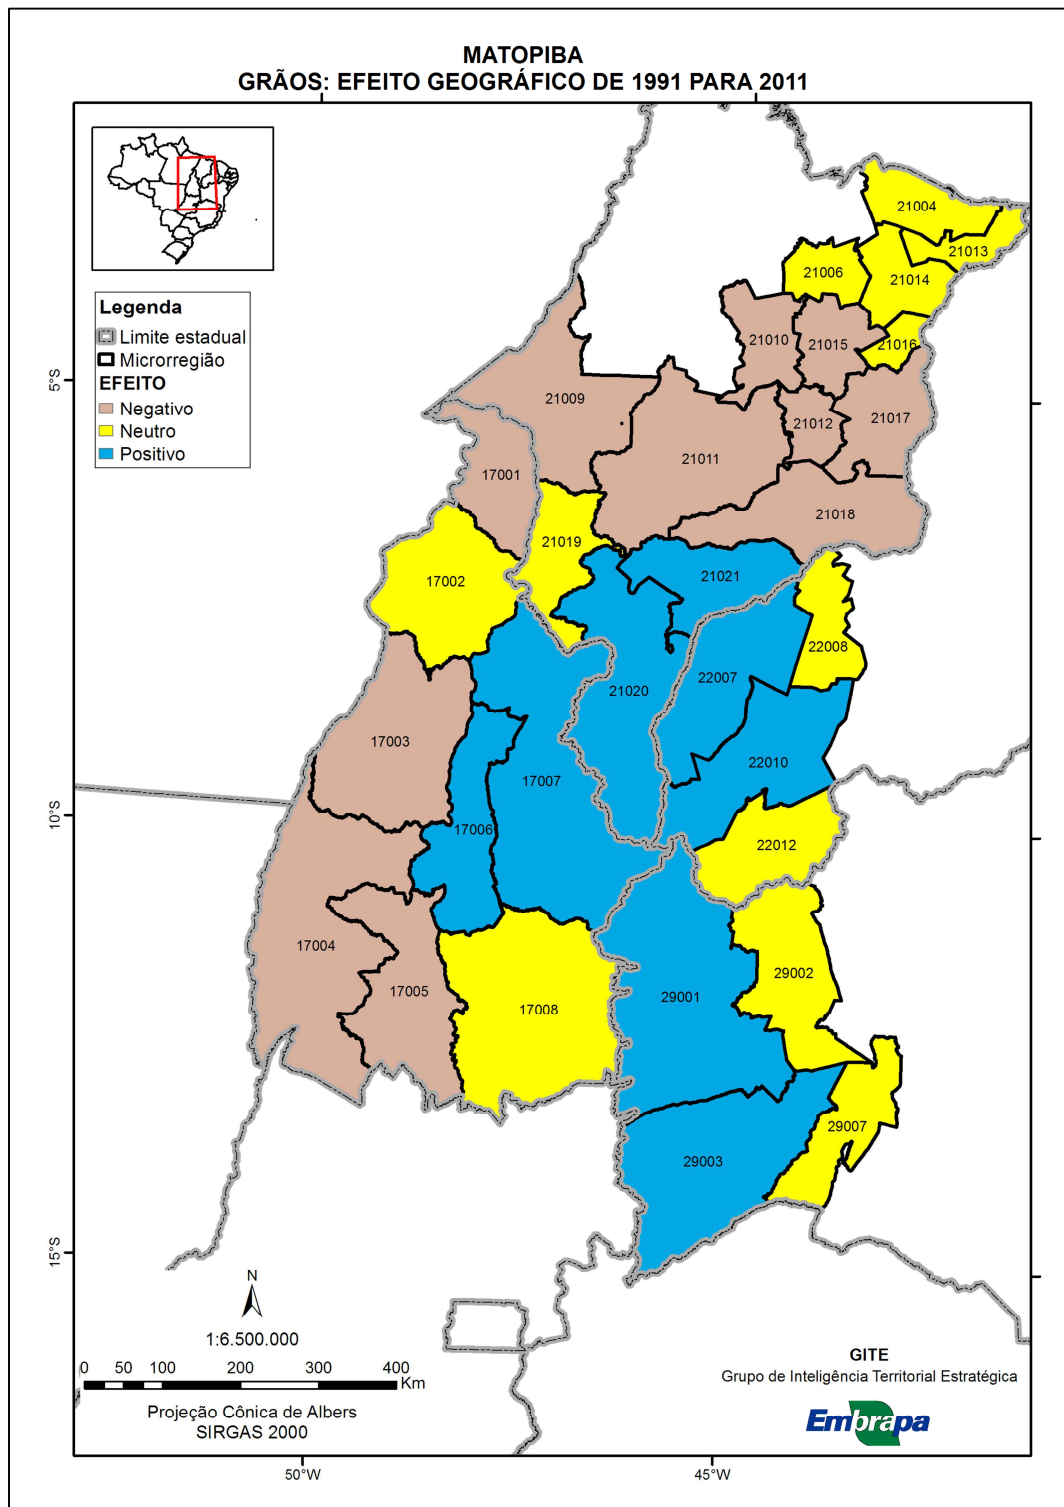 MATOPIBA
GRÃOS: EFEITO GEOGRÁFICO DE 1991 PARA 2011
Legenda
Limite estadual
Microrregião
EFEITO
Negativo
Neutro
Positivo
5°S
10°S
15°S
50°W
45°W
21004
21013
21006
21014
21010
21015
21016
21009
21012
21017
21011
17001
21018
21019
17002
21021
22008
22007
21020
17003
22010
17007
17006
22012
17004
29002
17005
29001
17008
29007
29003
N
1:6.500.000
0 50 100 200 300 400
Km
Projeção Cônica de Albers
SIRGAS 2000
GITE
Grupo de Inteligência Territorial Estratégica
Embrapa